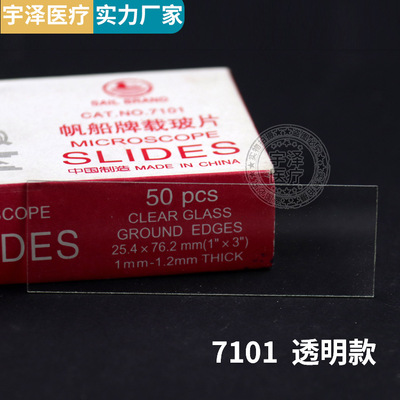 宇泽医疗
实力厂家
SAIL BRAND
CAT.NO.7101
帆船牌载玻片
MICROSCOPE
SLIDES
中国制造 MADE IN CHINA
50 pcs
CLEAR GLASS
GROUND EDGES
25.4×76.2 mm(1"×3")
1mm-1.2mm THICK
OSCOPE
DES
宇泽
医疗
7101 透明款